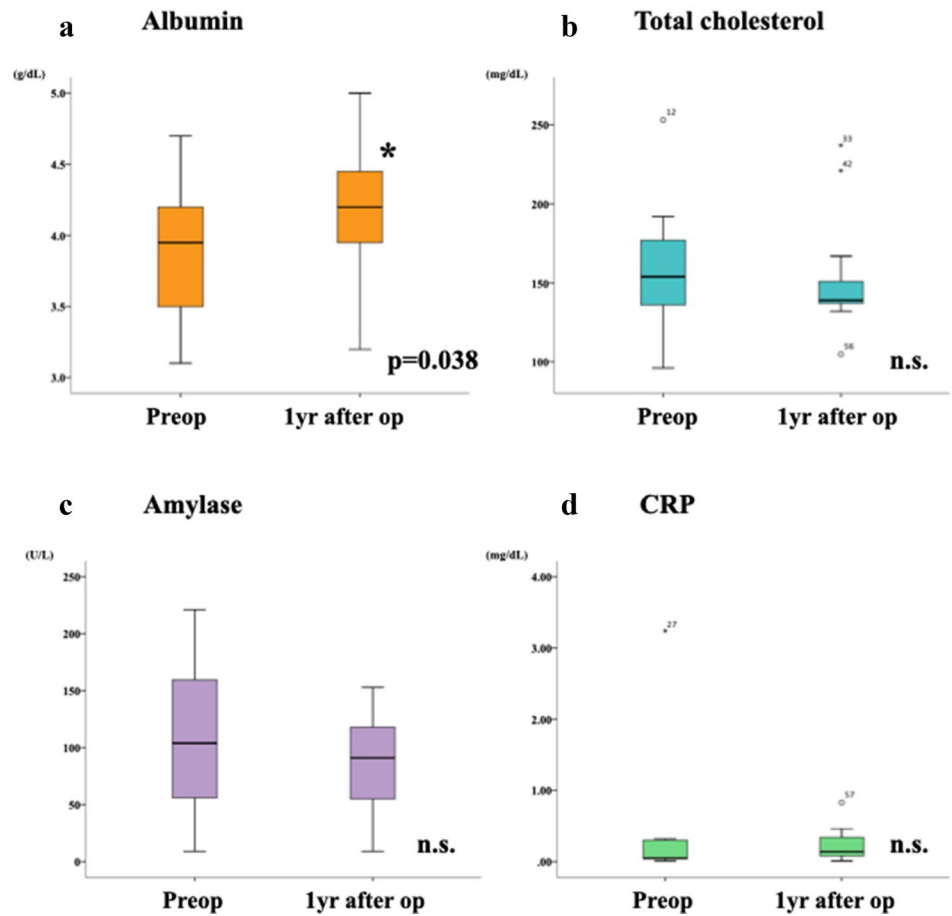 a Albumin
(g/dL)
5.0
4.5
4.0
3.5
3.0
*
p=0.038
Preop 1yr after op
b Total cholesterol
(mg/dL)
250
200
150
100
12
33
42
56
n.s.
Preop 1yr after op
c Amylase
(U/L)
250
200
150
100
50
0
n.s.
Preop 1yr after op
d CRP
(mg/dL)
4.00
3.00
2.00
1.00
.00
27
57
n.s.
Preop 1yr after op